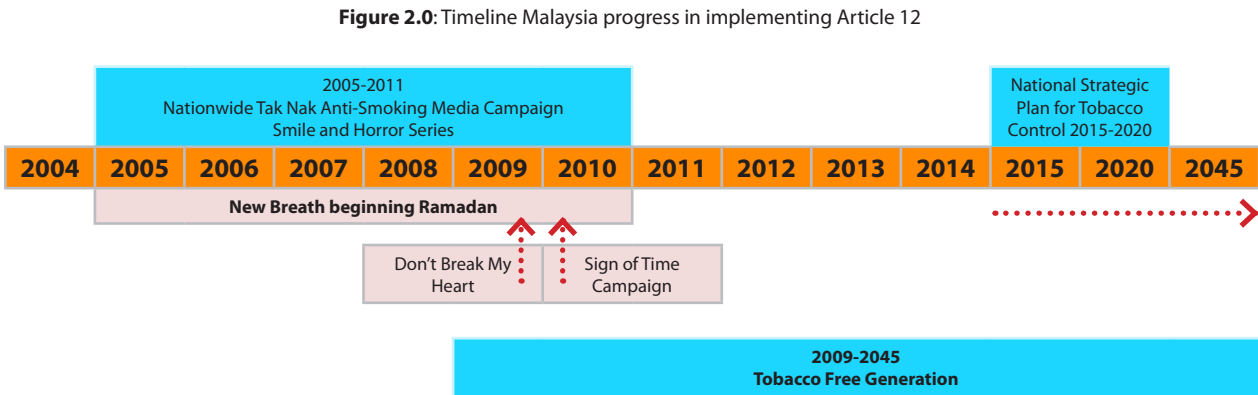 Figure 2.0: Timeline Malaysia progress in implementing Article 12
2005-2011
Nationwide Tak Nak Anti-Smoking Media Campaign
Smile and Horror Series
National Strategic
Plan for Tobacco
Control 2015-2020
2004 2005 2006 2007 2008 2009 2010 2011 2012 2013 2014 2015 2020 2045
New Breath beginning Ramadan
Don't Break My
Heart
Sign of Time
Campaign
2009-2045
Tobacco Free Generation